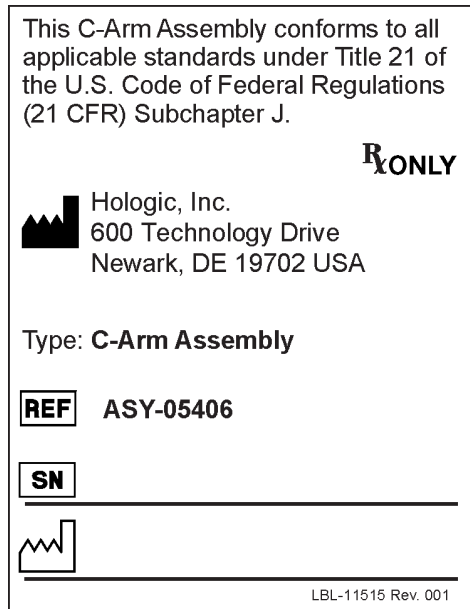 This C-Arm Assembly conforms to all
applicable standards under Title 21 of
the U.S. Code of Federal Regulations
(21 CFR) Subchapter J.
Rx ONLY
Hologic, Inc.
600 Technology Drive
Newark, DE 19702 USA
Type: C-Arm Assembly
REF ASY-05406
SN
LBL-11515 Rev. 001